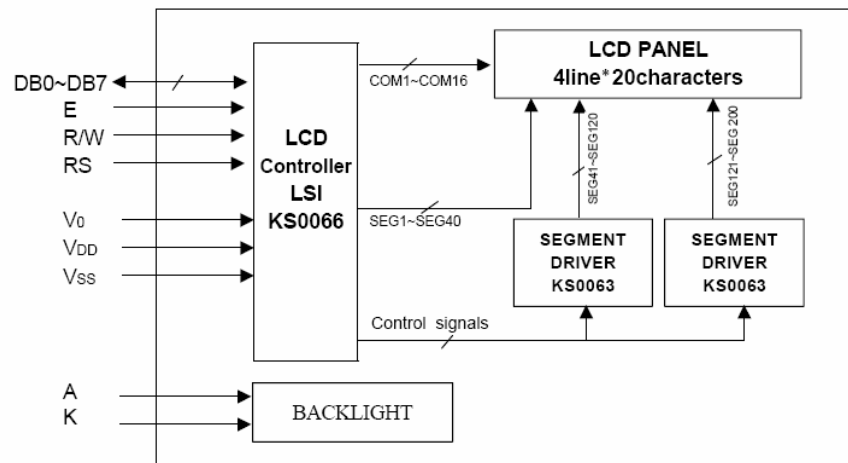 LCD PANEL
4line*20characters
DB0~DB7
E
R/W
RS
V0
VDD
VSS
LCD
Controller
LSI
KS0066
COM1~COM16
SEG1~SEG40
SEG41~SEG120
SEG121~SEG 200
SEGMENT
DRIVER
KS0063
SEGMENT
DRIVER
KS0063
Control signals
A
K
BACKLIGHT